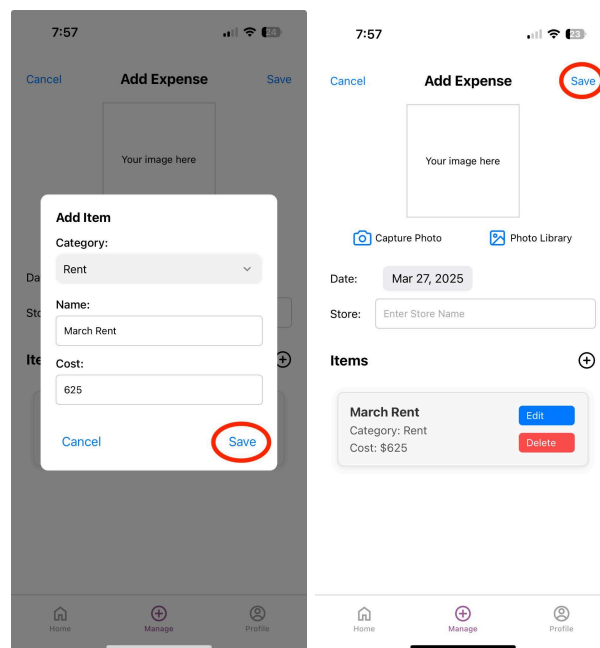 7:57
24
Cancel
Add Expense
Save
Your image here
Add Item
Category:
Rent
Da
Name:
Sto
March Rent
Ite
Cost:
625
Cancel
Save
Home
Manage
Profile
7:57
23
Cancel
Add Expense
Save
Your image here
Capture Photo
Photo Library
Date:
Mar 27, 2025
Store:
Enter Store Name
Items
March Rent
Edit
Category: Rent
Delete
Cost: $625
Home
Manage
Profile